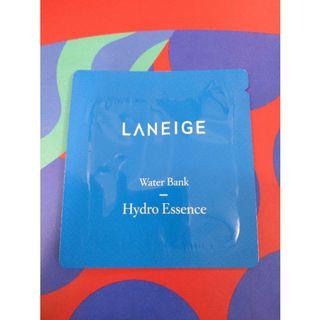 LANEIGE
Water Bank
Hydro Essence